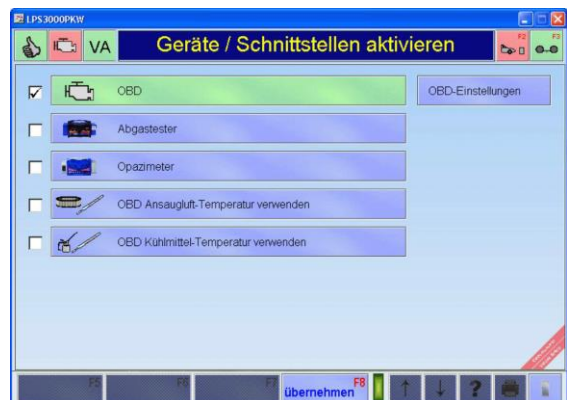 LPS3000PKW
VA
Geräte / Schnittstellen aktivieren
F2
F3
OBD
OBD-Einstellungen
Abgastester
Opazimeter
OBD Ansaugluft-Temperatur verwenden
OBD Kühlmittel-Temperatur verwenden
F5
F6
F7
übernehmen F8
?